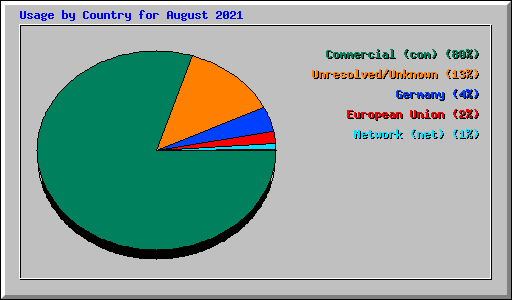 Usage by Country for August 2021
Commercial (com) (80%)
Unresolved/Unknown (13%)
Germany (4%)
European Union (2%)
Network (net) (1%)